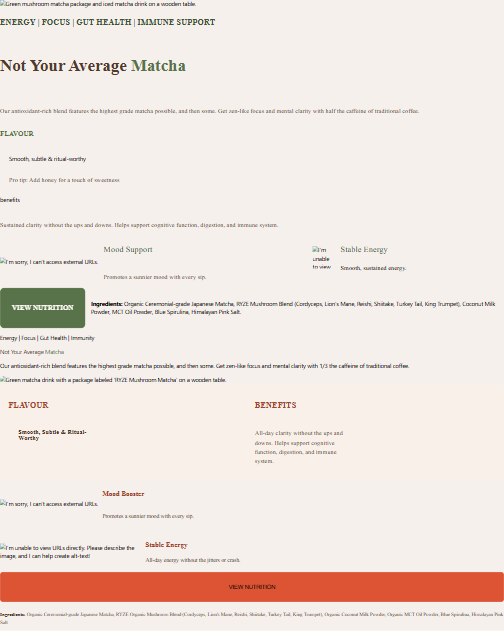 Green mushroom matcha package and iced matcha drink on a wooden table.
ENERGY | FOCUS | GUT HEALTH | IMMUNE SUPPORT
Not Your Average Matcha
Our antioxidant-rich blend features the highest grade matcha possible, and then some. Get zen-like focus and mental clarity with half the caffeine of traditional coffee.
FLAVOUR
Smooth, subtle & ritual-worthy
Pro tip: Add honey for a touch of sweetness
benefits
Sustained clarity without the ups and downs. Helps support cognitive function, digestion, and immune system.
I'm sorry, I can't access external URLs.
Mood Support
Promotes a sunnier mood with every sip.
I'm
unable
to view
Stable Energy
Smooth, sustained energy.
VIEW NUTRITION
Ingredients: Organic Ceremonial-grade Japanese Matcha, RYZE Mushroom Blend (Cordyceps, Lion's Mane, Reishi, Shiitake, Turkey Tail, King Trumpet), Coconut Milk
Powder, MCT Oil Powder, Blue Spirulina, Himalayan Pink Salt.
Energy | Focus | Gut Health | Immunity
Not Your Average Matcha
Our antioxidant-rich blend features the highest grade matcha possible, and then some. Get zen-like focus and mental clarity with 1/3 the caffeine of traditional coffee.
Green matcha drink with a package labeled 'RYZE Mushroom Matcha' on a wooden table.
FLAVOUR
Smooth, Subtle & Ritual-
Worthy
BENEFITS
All-day clarity without the ups and
downs. Helps support cognitive
function, digestion, and immune
system.
I'm sorry, I can't access external URLs.
Mood Booster
Promotes a sunnier mood with every sip.
I'm unable to view URLs directly. Please describe the
image, and I can help create alt-text!
Stable Energy
All-day energy without the jitters or crash.
VIEW NUTRITION
Ingredients: Organic Ceremonial-grade Japanese Matcha, RYZE Organic Mushroom Blend (Cordyceps, Lion's Mane, Reishi, Shiitake, Turkey Tail, King Trumpet), Organic Coconut Milk Powder, Organic MCT Oil Powder, Blue Spirulina, Himalayan Pink
Salt